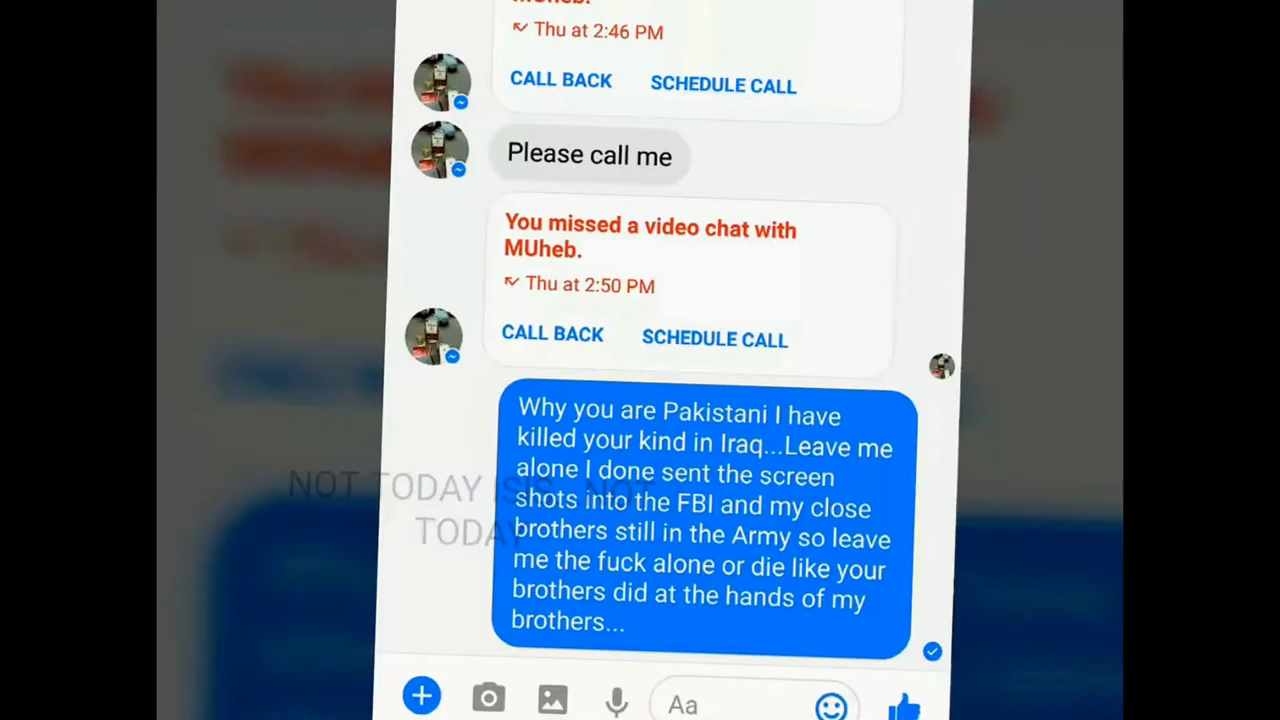 MUheb.
Thu at 2:46 PM
CALL BACK SCHEDULE CALL
Please call me
You missed a video chat with
MUheb.
Thu at 2:50 PM
CALL BACK SCHEDULE CALL
Why you are Pakistani I have
killed your kind in Iraq...Leave me
alone I done sent the screen
shots into the FBI and my close
brothers still in the Army so leave
me the fuck alone or die like your
brothers did at the hands of my
brothers...
NOT TODAY ISIS... NOT
TODAY
Aa